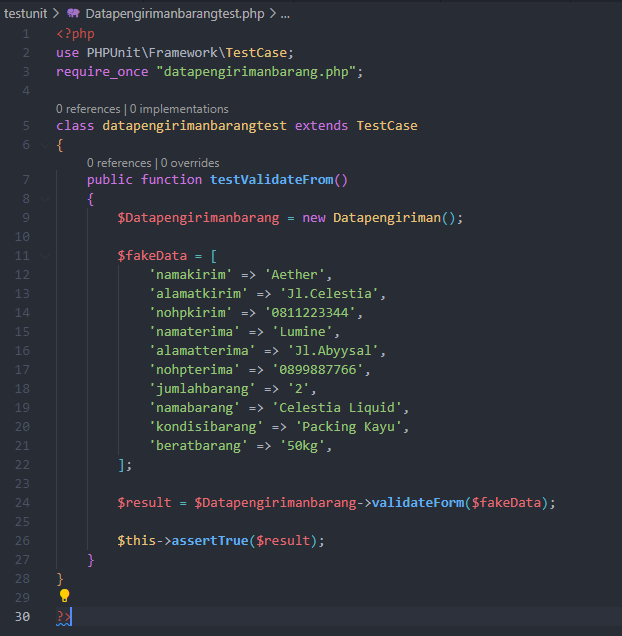 testunit > Datapengirimanbarangtest.php > ...
1 <?php
2 use PHPUnit\Framework\TestCase;
3 require_once "datapengirimanbarang.php";
4
0 references | 0 implementations
5 class datapengirimanbarangtest extends TestCase
6 {
0 references | 0 overrides
7 public function testValidateFrom()
8 {
9 $Datapengirimanbarang = new Datapengiriman();
10
11 $fakeData = [
12 'namakirim' => 'Aether',
13 'alamatkirim' => 'Jl.Celestia',
14 'nohpkirim' => '0811223344',
15 'namaterima' => 'Lumine',
16 'alamatterima' => 'Jl.Abyysal',
17 'nohpterima' => '0899887766',
18 'jumlahbarang' => '2',
19 'namabarang' => 'Celestia Liquid',
20 'kondisibarang' => 'Packing Kayu',
21 'beratbarang' => '50kg',
22 ];
23
24 $result = $Datapengirimanbarang->validateForm($fakeData);
25
26 $this->assertTrue($result);
27 }
28 }
29
30 ?>